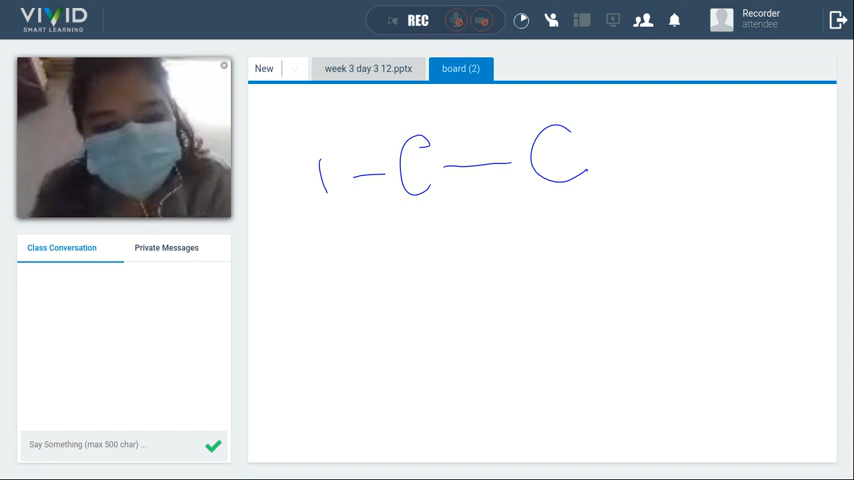 VIVID
SMART LEARNING
REC
Recorder
attendee
New
week 3 day 3 12.pptx
board (2)
C — C
Class Conversation
Private Messages
Say Something (max 500 char) ...